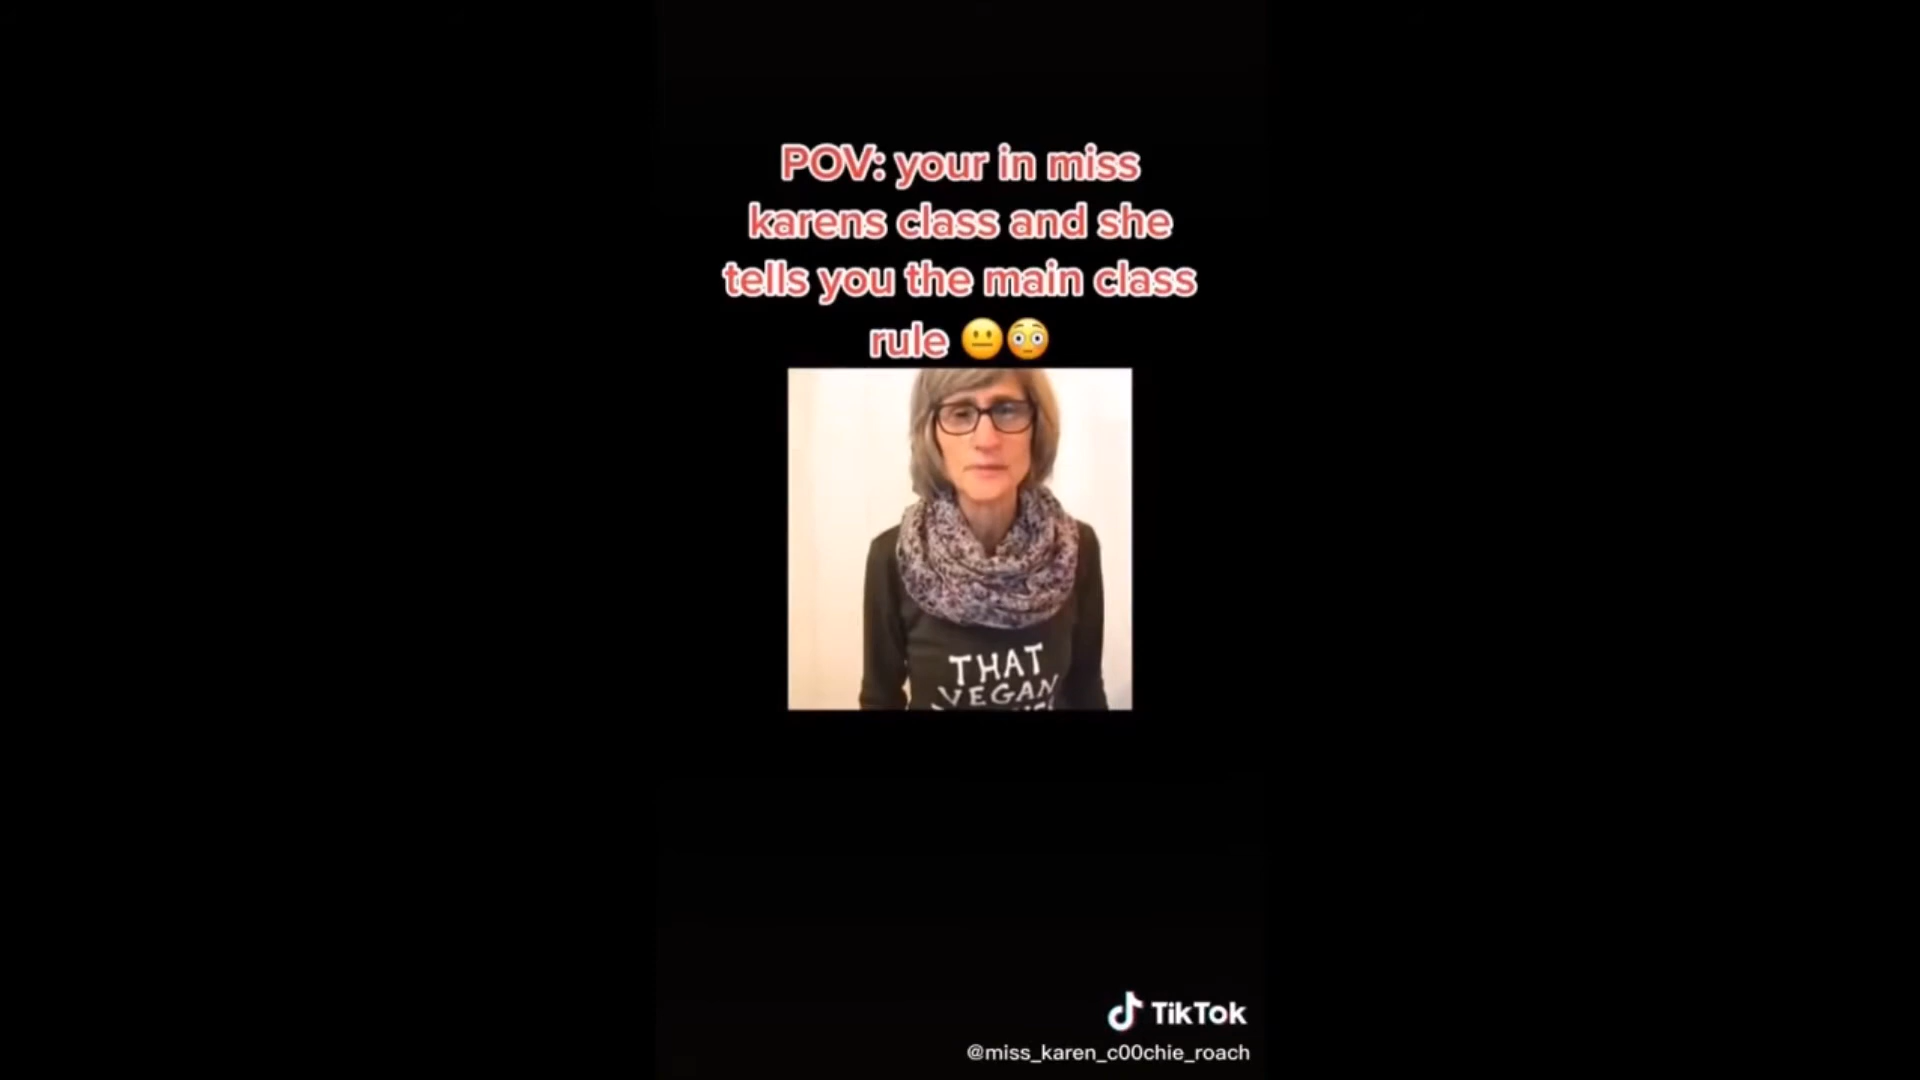 POV: your in miss
karens class and she
tells you the main class
rule 😐😳
THAT
VEGAN
TikTok
@miss_karen_c00chie_roach